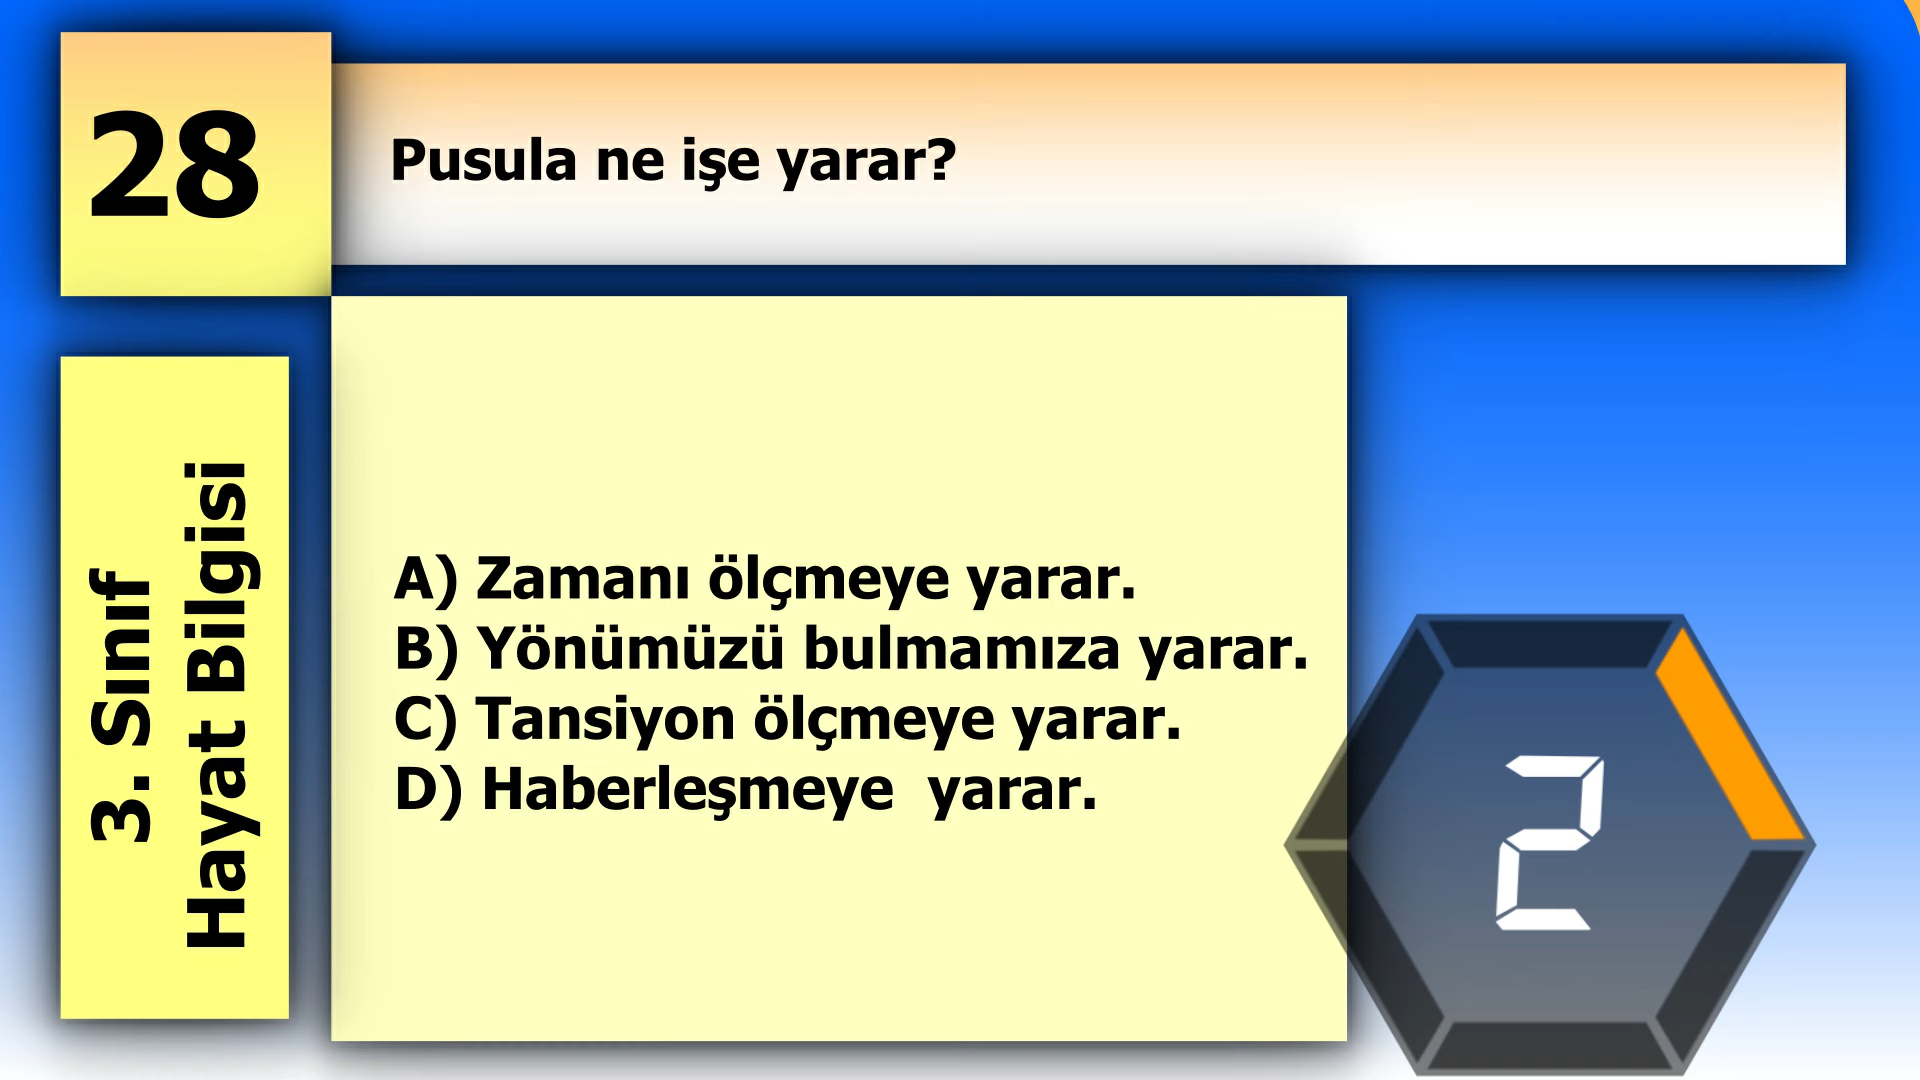 28
Pusula ne işe yarar?
3. Sınıf
Hayat Bilgisi
A) Zamanı ölçmeye yarar.
B) Yönümüzü bulmamıza yarar.
C) Tansiyon ölçmeye yarar.
D) Haberleşmeye  yarar.
2